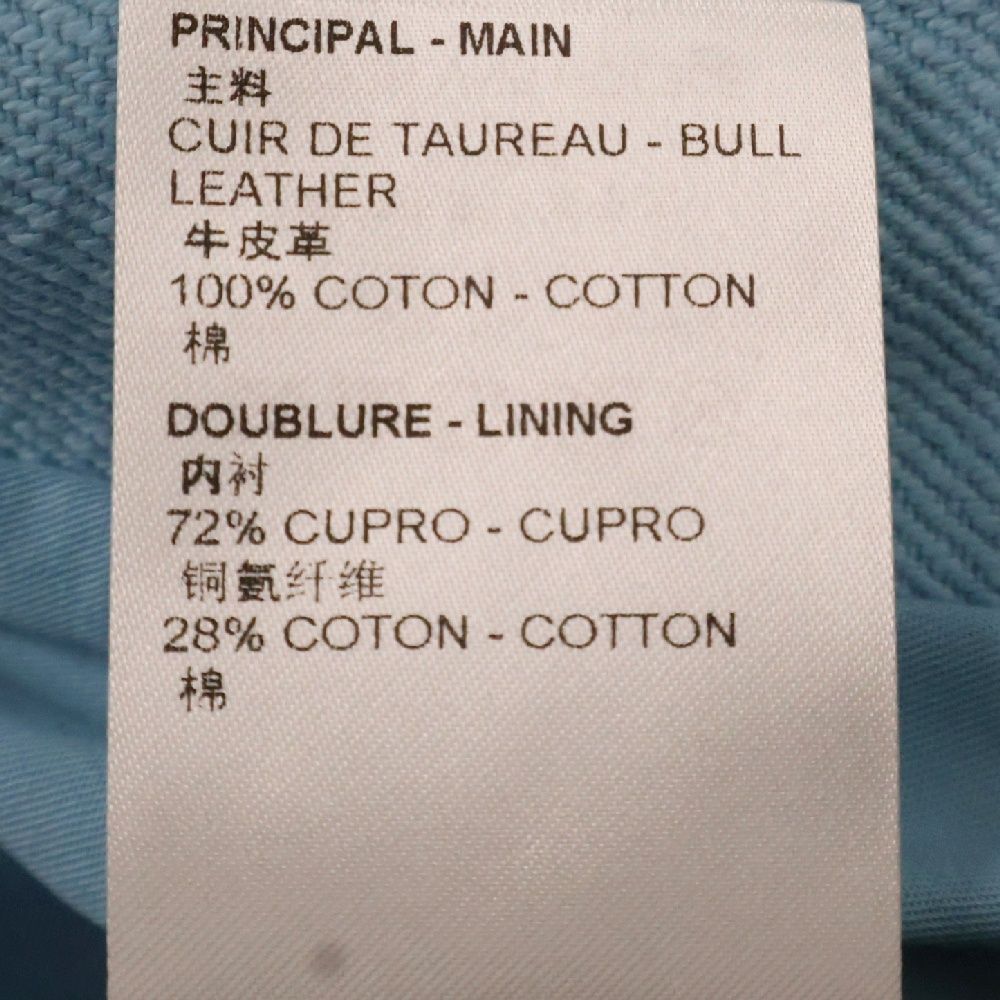 PRINCIPAL - MAIN
主料
CUIR DE TAUREAU - BULL
LEATHER
牛皮革
100% COTON - COTTON
棉
DOUBLURE - LINING
内衬
72% CUPRO - CUPRO
铜氨纤维
28% COTON - COTTON
棉